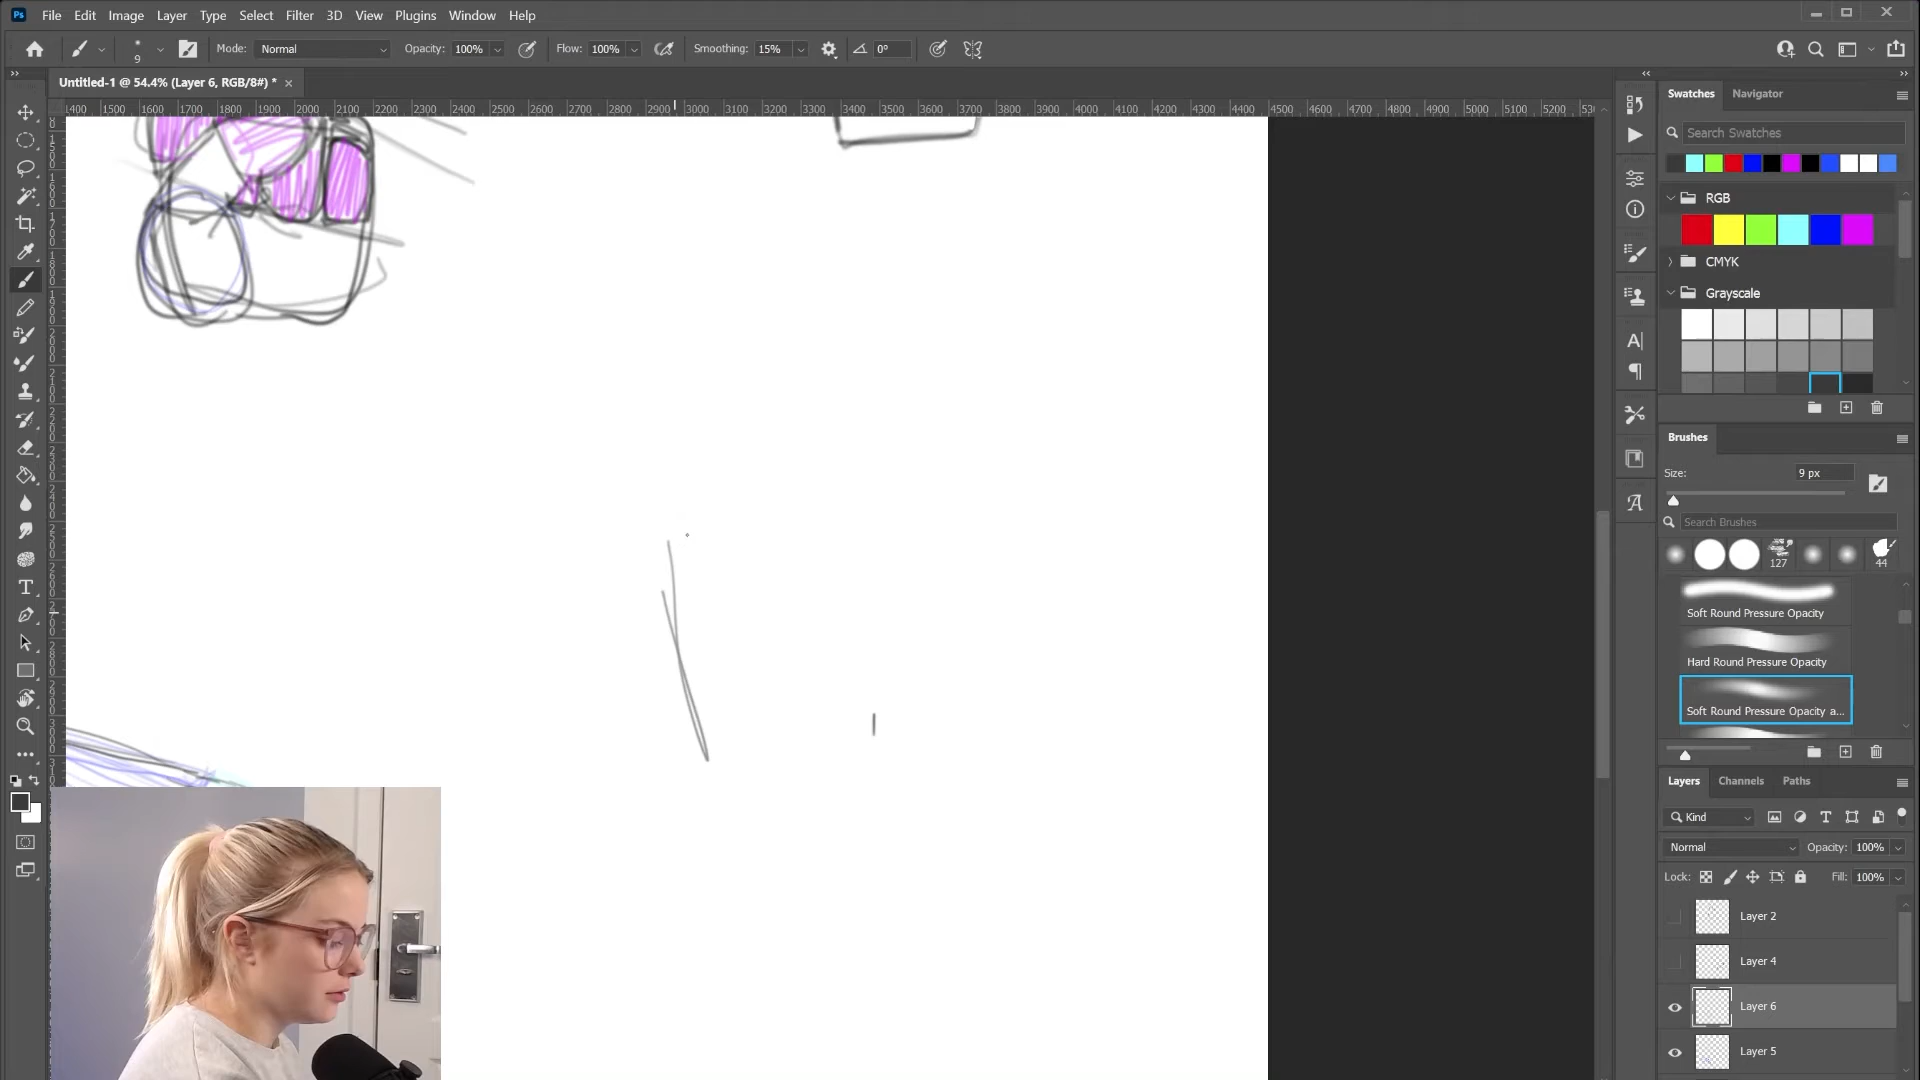 Ps File Edit Image Layer Type Select Filter 3D View Plugins Window Help
9 Mode: Normal Opacity: 100% Flow: 100% Smoothing: 15% 0°
Untitled-1 @ 54.4% (Layer 6, RGB/8#) * ×
1400 1500 1600 1700 1800 1900 2000 2100 2200 2300 2400 2500 2600 2700 2800 2900 3000 3100 3200 3300 3400 3500 3600 3700 3800 3900 4000 4100 4200 4300 4400 4500 4600 4700 4800 4900 5000 5100 5200
Swatches Navigator
Search Swatches
RGB
CMYK
Grayscale
Brushes
Size: 9 px
Search Brushes
127 44
Soft Round Pressure Opacity
Hard Round Pressure Opacity
Soft Round Pressure Opacity a...
Layers Channels Paths
Kind
Normal Opacity: 100%
Lock: Fill: 100%
Layer 2
Layer 4
Layer 6
Layer 5